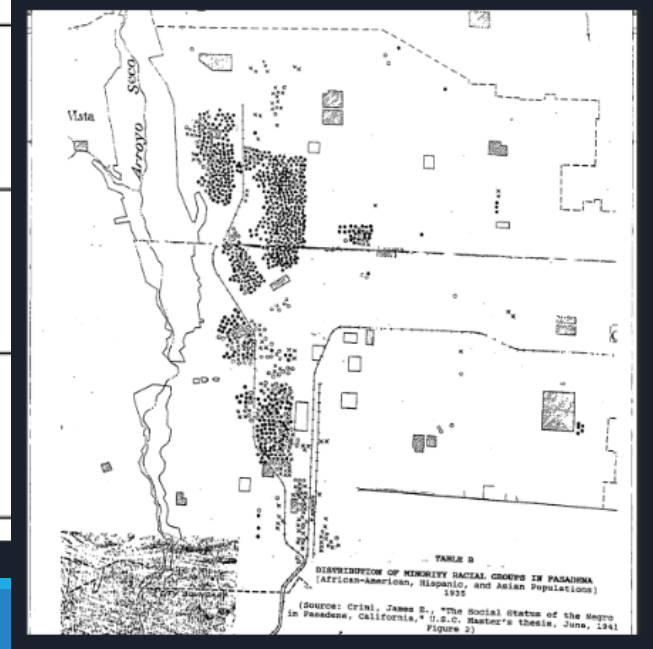 Vista
Arroyo Seco
TABLE B
DISTRIBUTION OF MINORITY RACIAL GROUPS IN PASADENA
(African-American, Hispanic, and Asian Populations)
1935
(Source: Crimi, James E., "The Social Status of the Negro
in Pasadena, California," U.S.C. Master's thesis, June, 1941
Figure 2)